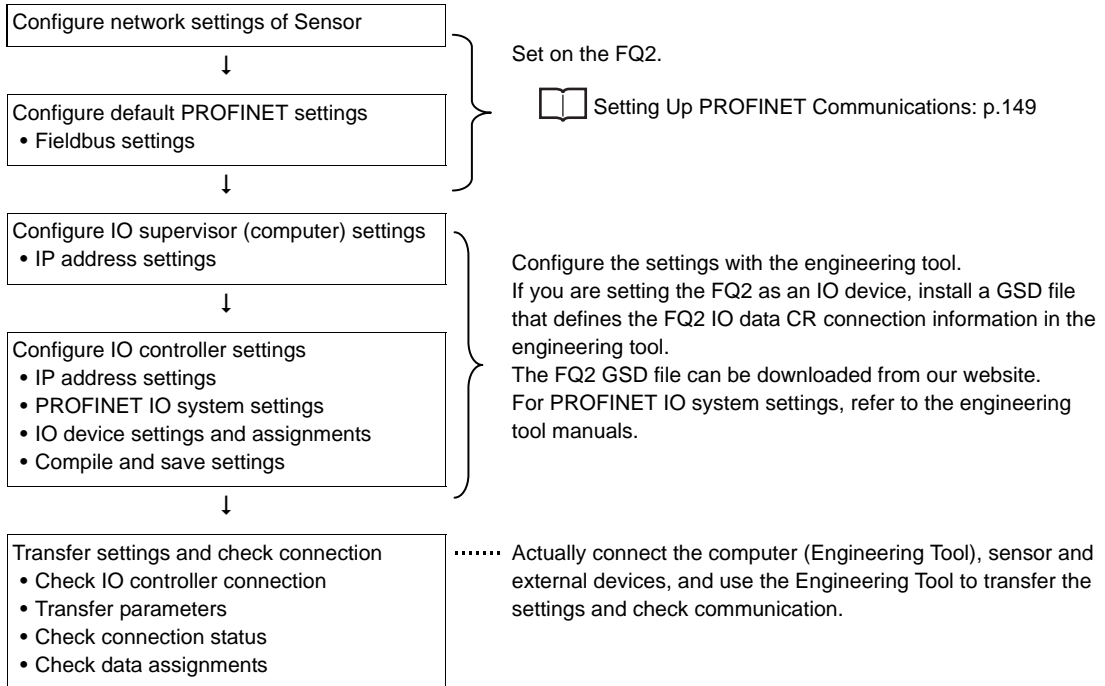 Configure network settings of Sensor
↓
Configure default PROFINET settings
• Fieldbus settings
Set on the FQ2.
Setting Up PROFINET Communications: p.149
↓
Configure IO supervisor (computer) settings
• IP address settings
↓
Configure IO controller settings
• IP address settings
• PROFINET IO system settings
• IO device settings and assignments
• Compile and save settings
Configure the settings with the engineering tool.
If you are setting the FQ2 as an IO device, install a GSD file
that defines the FQ2 IO data CR connection information in the
engineering tool.
The FQ2 GSD file can be downloaded from our website.
For PROFINET IO system settings, refer to the engineering
tool manuals.
↓
Transfer settings and check connection
• Check IO controller connection
• Transfer parameters
• Check connection status
• Check data assignments
Actually connect the computer (Engineering Tool), sensor and
external devices, and use the Engineering Tool to transfer the
settings and check communication.